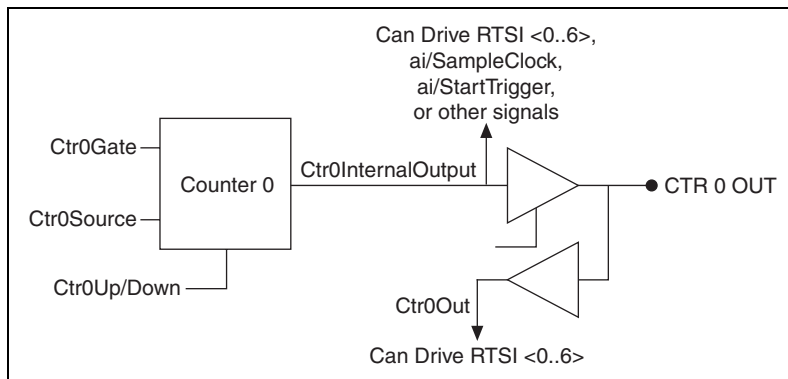 Can Drive RTSI <0..6>,
ai/SampleClock,
ai/StartTrigger,
or other signals
Ctr0Gate
Counter 0
Ctr0InternalOutput
CTR 0 OUT
Ctr0Source
Ctr0Up/Down
Ctr0Out
Can Drive RTSI <0..6>